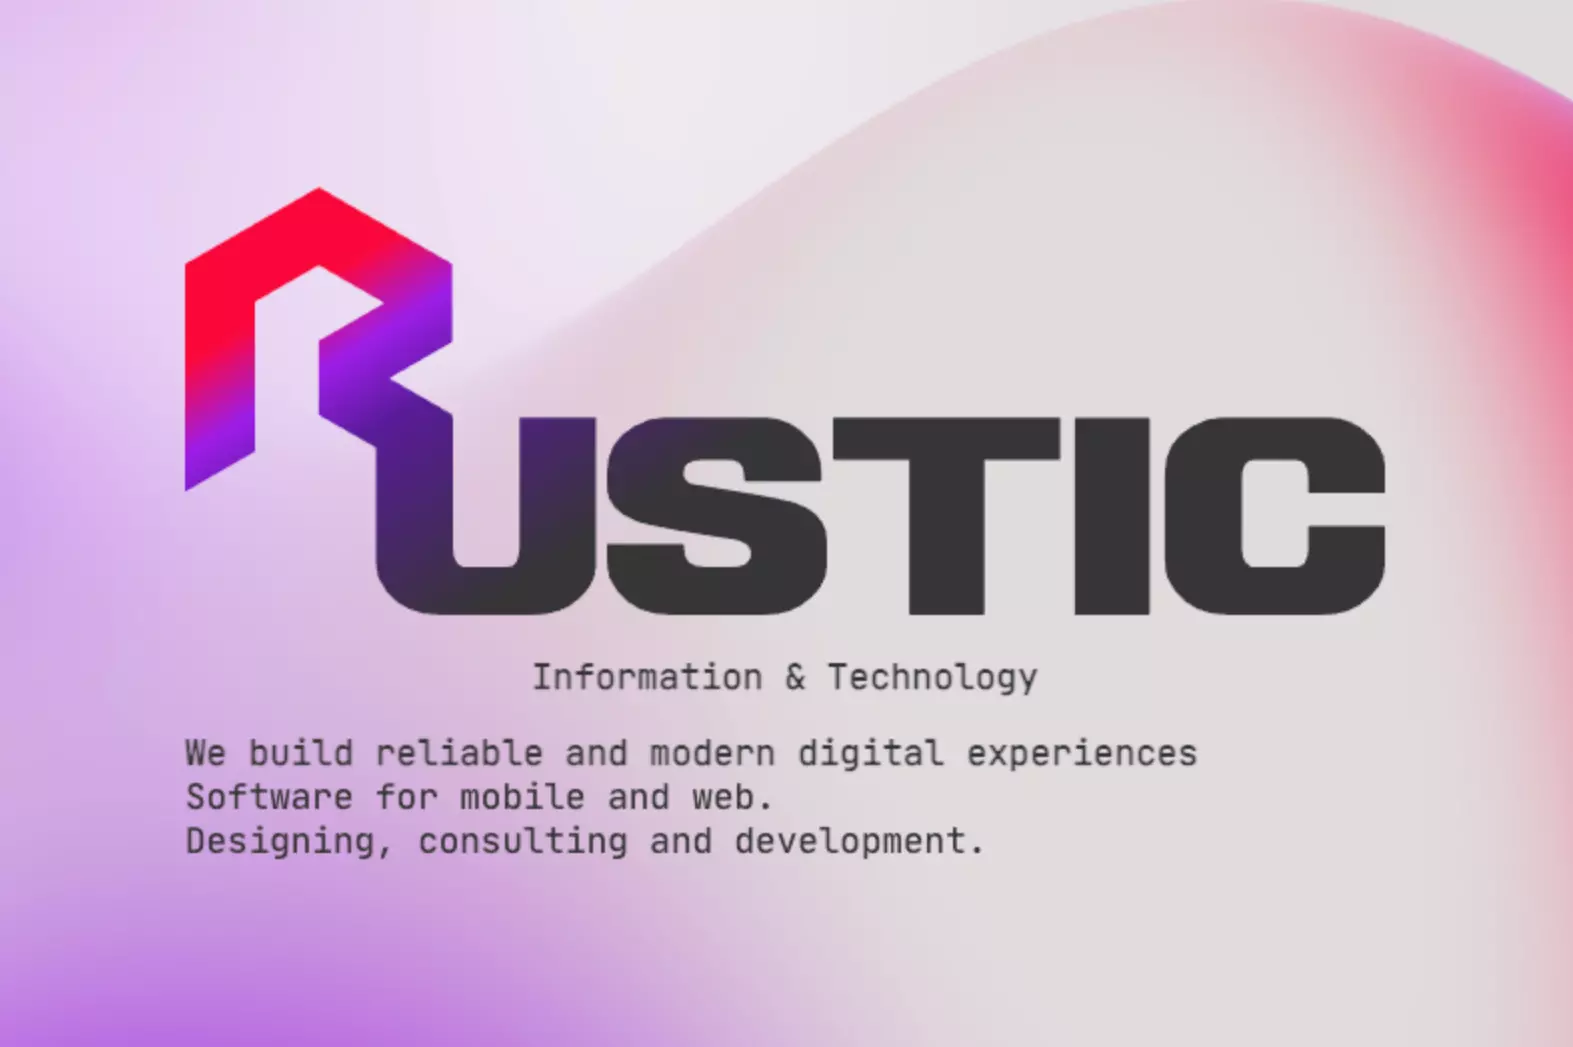 RUSTIC
Information & Technology
We build reliable and modern digital experiences
Software for mobile and web.
Designing, consulting and development.